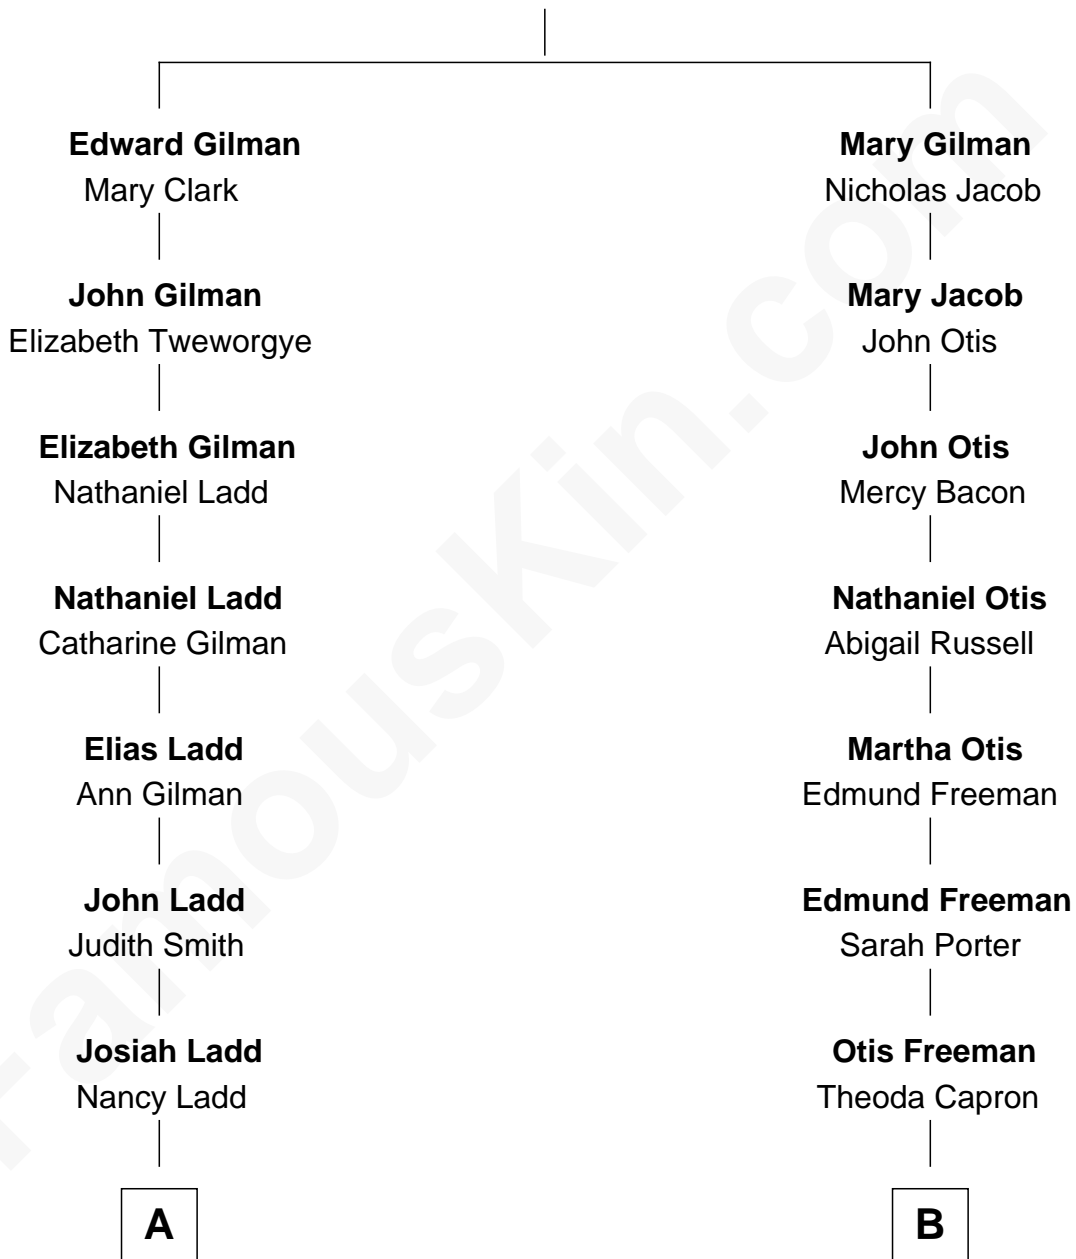 Edward Gilman
Mary Clark
John Gilman
Elizabeth Tweworgye
Elizabeth Gilman
Nathaniel Ladd
Nathaniel Ladd
Catharine Gilman
Elias Ladd
Ann Gilman
John Ladd
Judith Smith
Josiah Ladd
Nancy Ladd
A
Mary Gilman
Nicholas Jacob
Mary Jacob
John Otis
John Otis
Mercy Bacon
Nathaniel Otis
Abigail Russell
Martha Otis
Edmund Freeman
Edmund Freeman
Sarah Porter
Otis Freeman
Theoda Capron
B
FamousKin.com